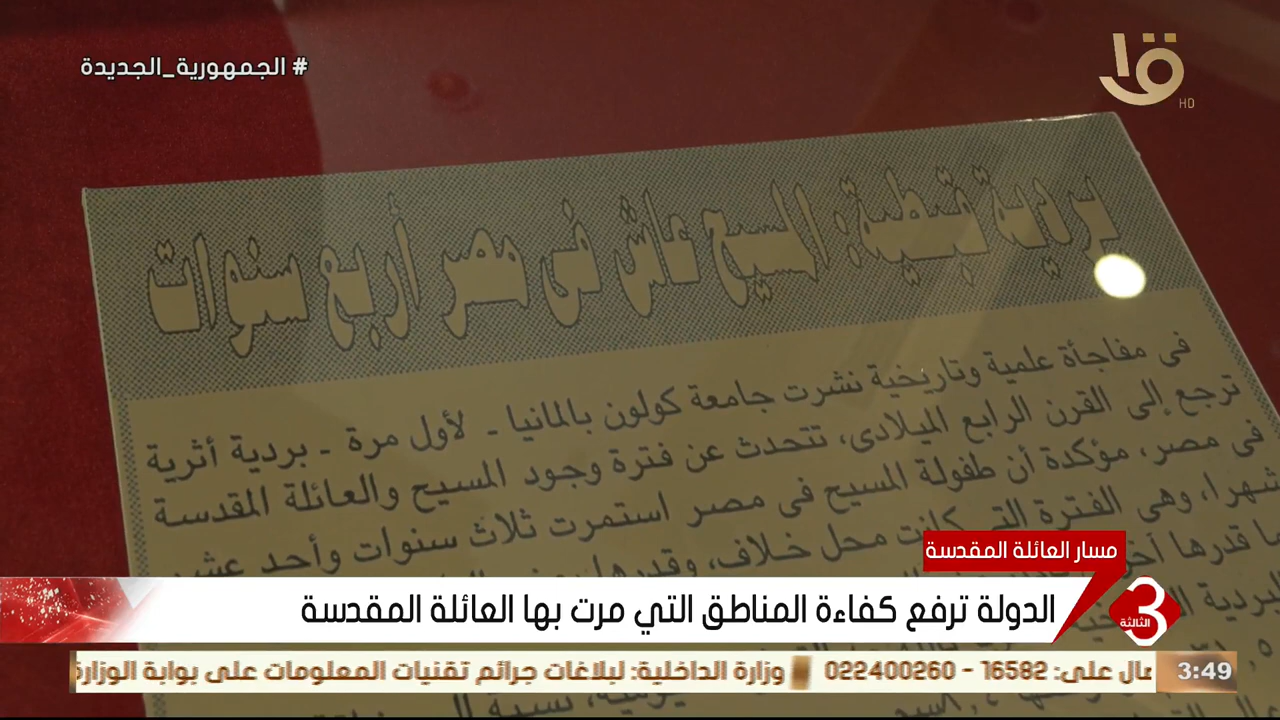 #الجمهورية_الجديدة
HD
بردية قبطية: المسيح عاش فى مصر أربع سنوات
فى مفاجأة علمية وتاريخية نشرت جامعة كولون بالمانيا - لأول مرة - بردية أثرية
ترجع إلى القرن الرابع الميلادى، تتحدث عن فترة وجود المسيح والعائلة المقدسة
فى مصر، مؤكدة أن طفولة المسيح فى مصر استمرت ثلاث سنوات وأحد عشر
شهرا، وهى الفترة التى كانت محل خلاف، وقدرها
مسار العائلة المقدسة
الدولة ترفع كفاءة المناطق التي مرت بها العائلة المقدسة
3 الثالثة
على: 16582 - 022400260 وزارة الداخلية: لبلاغات جرائم تقنيات المعلومات على بوابة
3:49